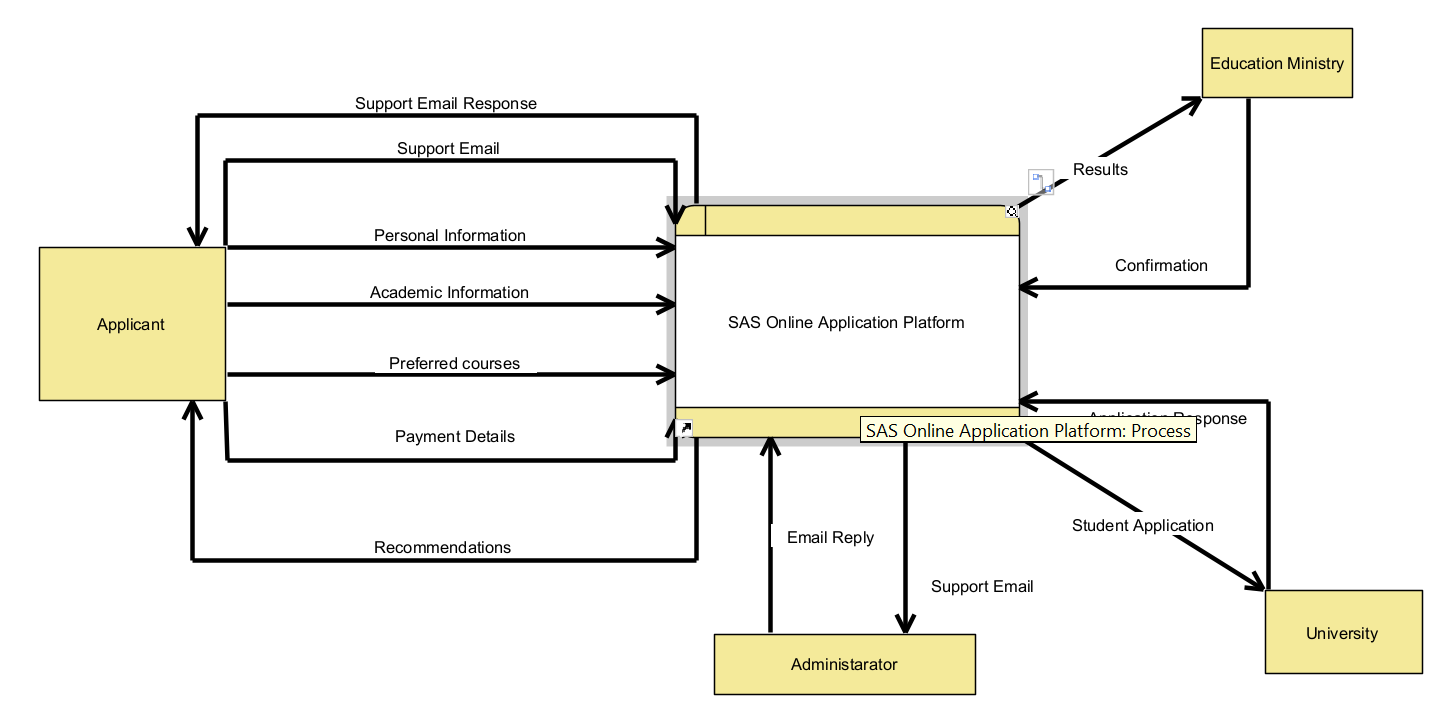 Education Ministry
Support Email Response
Support Email
Results
Personal Information
Confirmation
Academic Information
Applicant
SAS Online Application Platform
Preferred courses
Response
SAS Online Application Platform: Process
Payment Details
Student Application
Email Reply
Recommendations
Support Email
University
Administarator